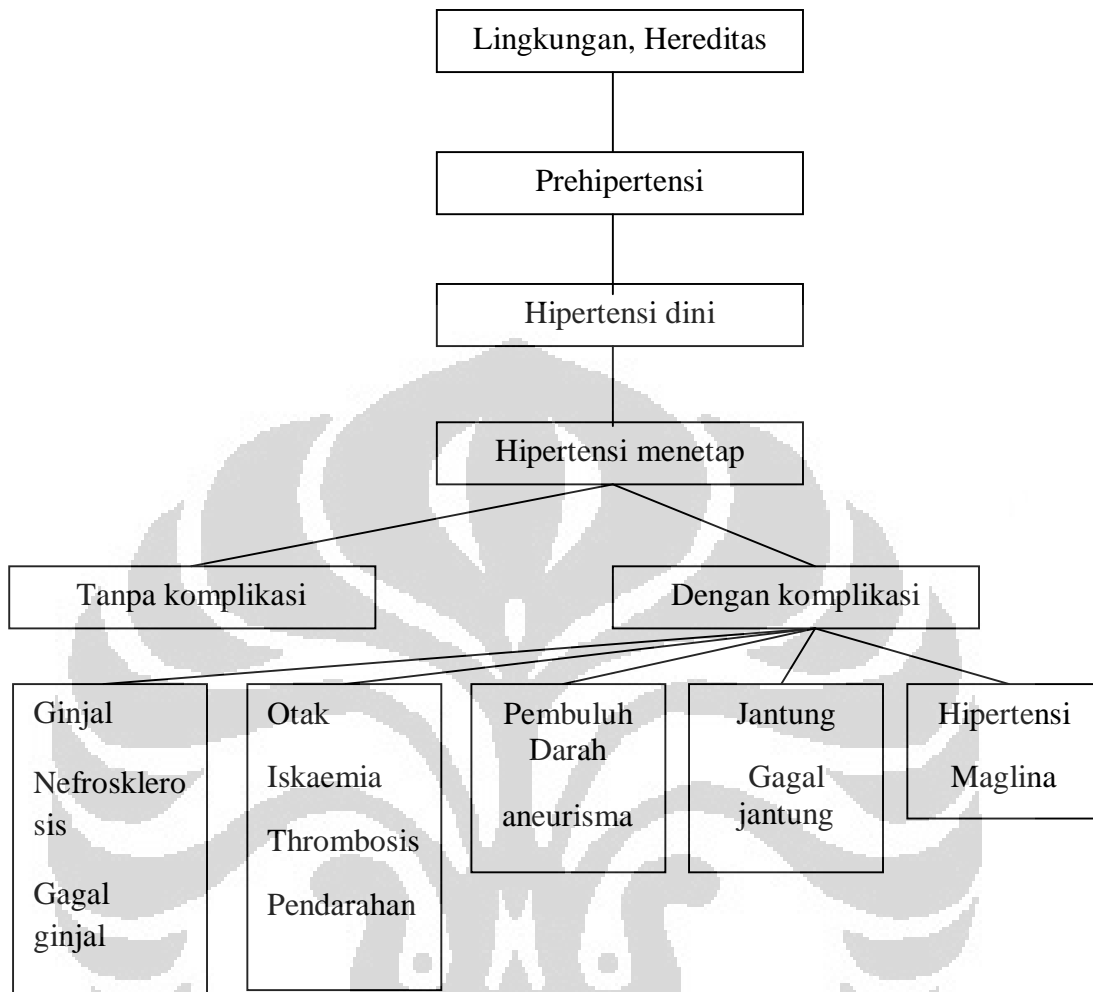 Lingkungan, Hereditas
Prehipertensi
Hipertensi dini
Hipertensi menetap
Tanpa komplikasi
Dengan komplikasi
Ginjal
Nefrosklero
sis
Gagal
ginjal
Otak
Iskaemia
Thrombosis
Pendarahan
Pembuluh
Darah
aneurisma
Jantung
Gagal
jantung
Hipertensi
Maglina